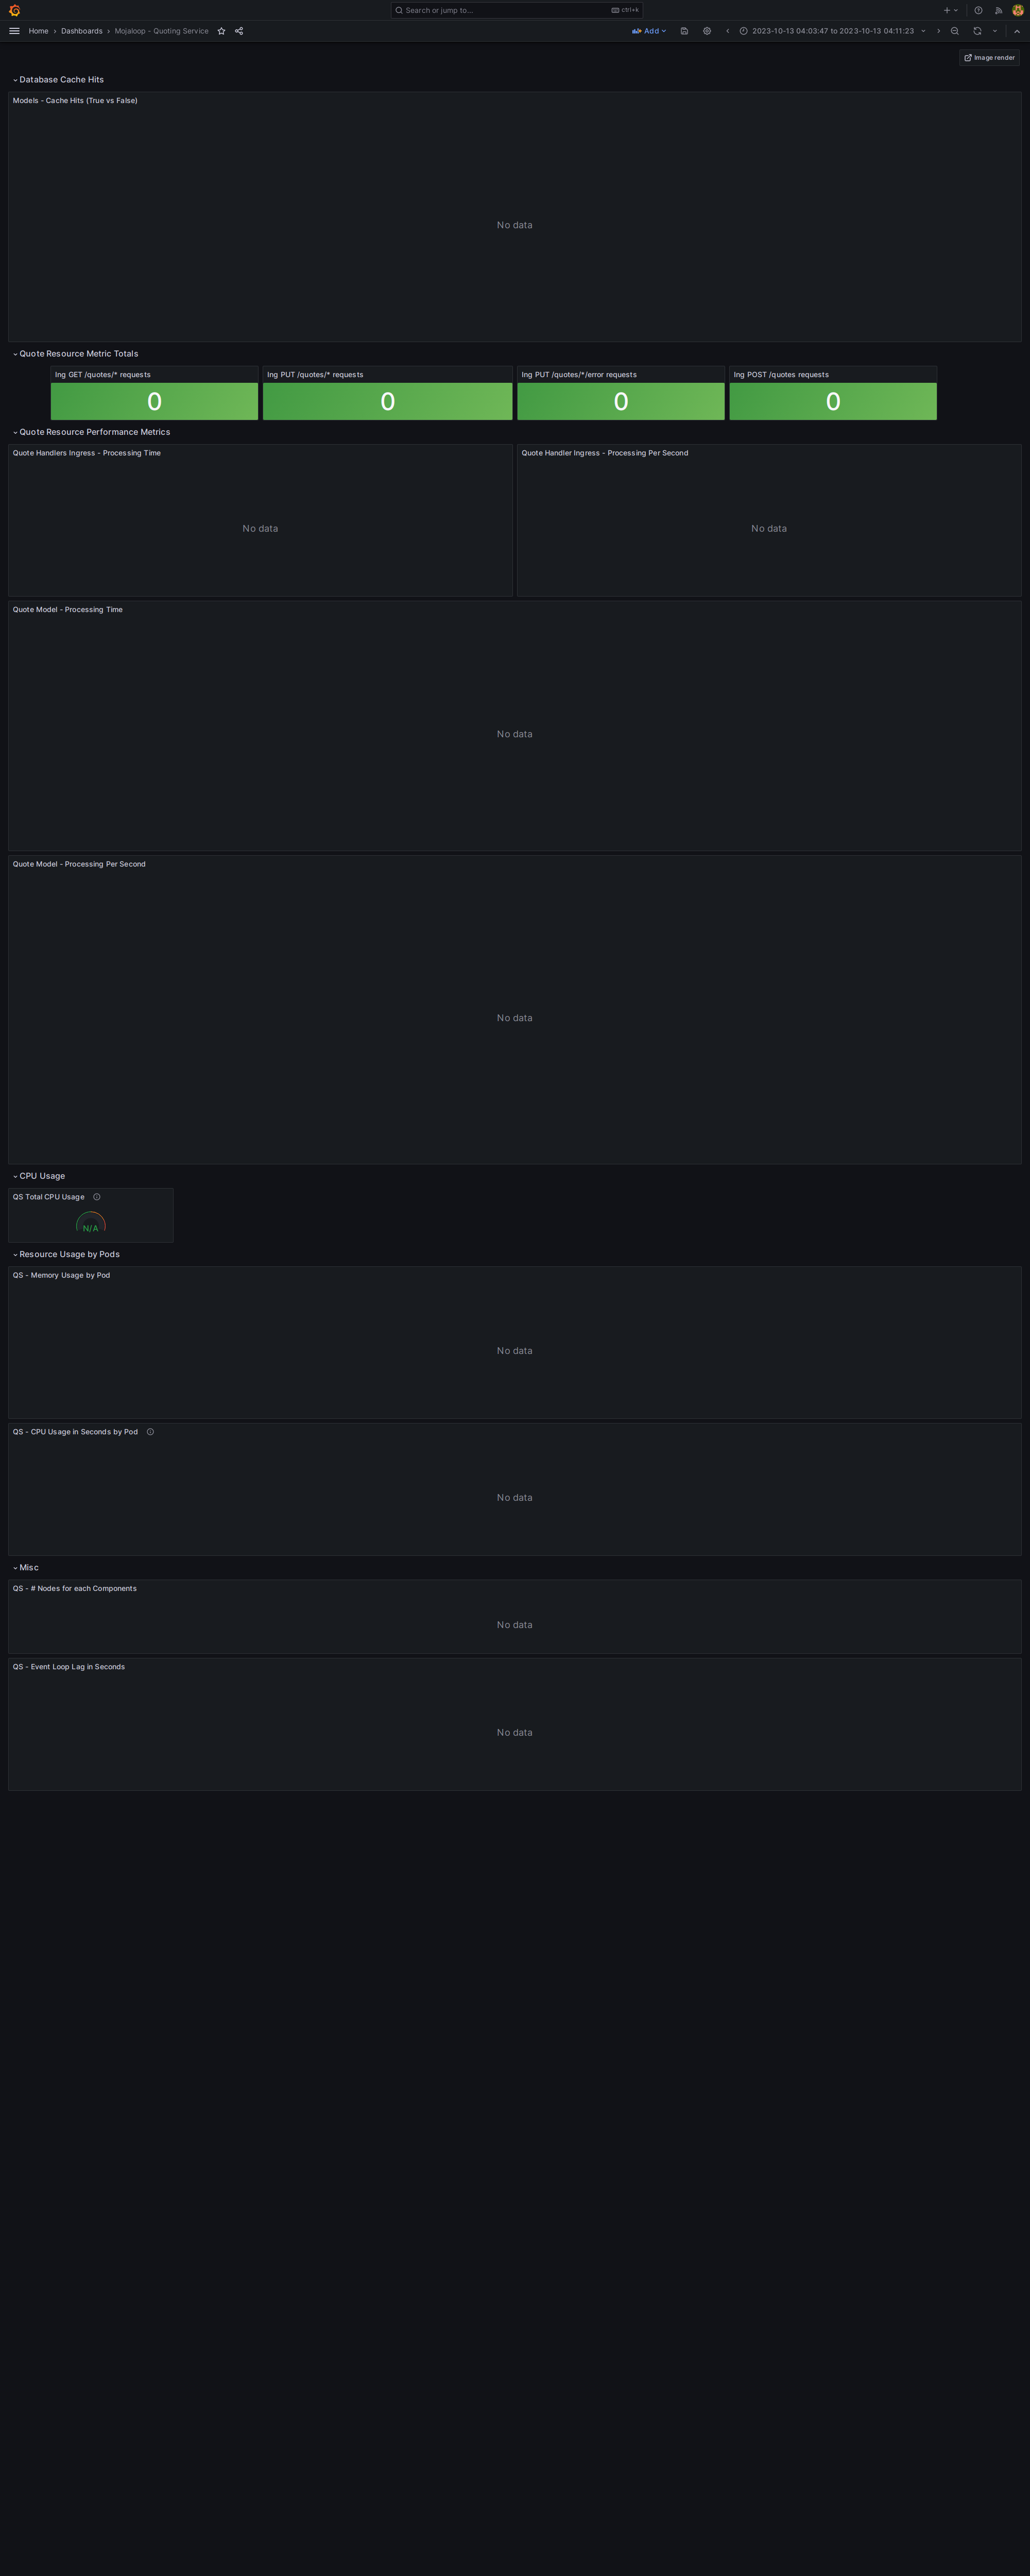 Search or jump to...
ctrl+k
Home > Dashboards > Mojaloop - Quoting Service
Add
2023-10-13 04:03:47 to 2023-10-13 04:11:23
Image render
Database Cache Hits
Models - Cache Hits (True vs False)
No data
Quote Resource Metric Totals
Ing GET /quotes/* requests
Ing PUT /quotes/* requests
Ing PUT /quotes/*/error requests
Ing POST /quotes requests
0
0
0
0
Quote Resource Performance Metrics
Quote Handlers Ingress - Processing Time
Quote Handler Ingress - Processing Per Second
No data
No data
Quote Model - Processing Time
No data
Quote Model - Processing Per Second
No data
CPU Usage
QS Total CPU Usage
N/A
Resource Usage by Pods
QS - Memory Usage by Pod
No data
QS - CPU Usage in Seconds by Pod
No data
Misc
QS - # Nodes for each Components
No data
QS - Event Loop Lag in Seconds
No data